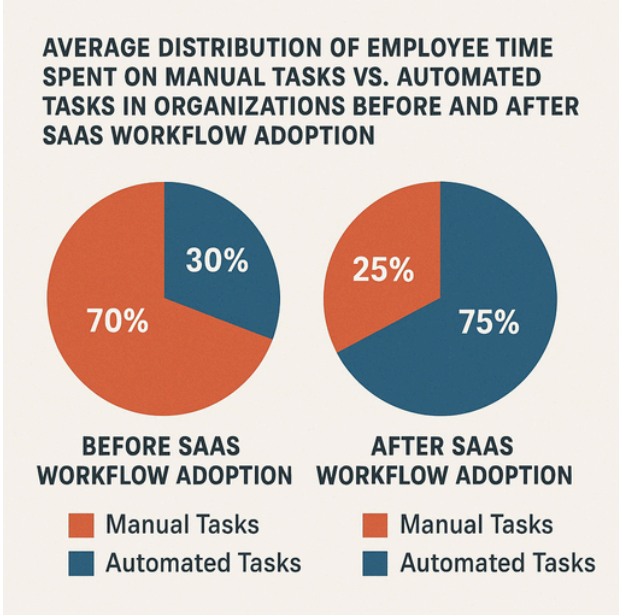 AVERAGE DISTRIBUTION OF EMPLOYEE TIME
SPENT ON MANUAL TASKS VS. AUTOMATED
TASKS IN ORGANIZATIONS BEFORE AND AFTER
SAAS WORKFLOW ADOPTION
30%
70%
25%
75%
BEFORE SAAS
WORKFLOW ADOPTION
AFTER SAAS
WORKFLOW ADOPTION
Manual Tasks
Automated Tasks
Manual Tasks
Automated Tasks